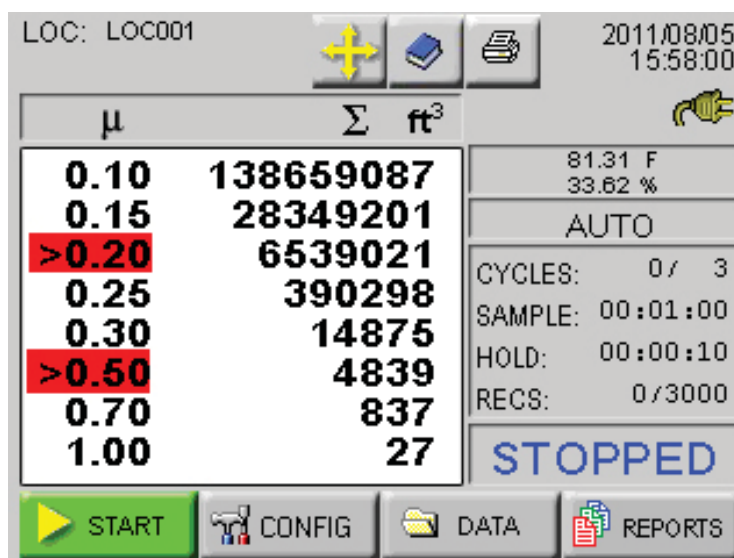 LOC: LOC001
2011/08/05
15:58:00
µ Σ ft³
0.10 138659087
0.15 28349201
>0.20 6539021
0.25 390298
0.30 14875
>0.50 4839
0.70 837
1.00 27
81.31 F
33.62 %
AUTO
CYCLES: 0/ 3
SAMPLE: 00:01:00
HOLD: 00:00:10
RECS: 0/3000
STOPPED
START CONFIG DATA REPORTS